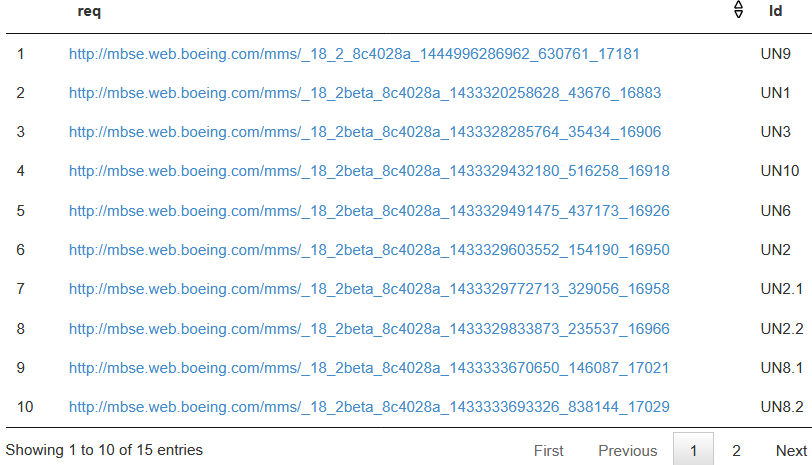 req Id
1 http://mbse.web.boeing.com/mms/_18_2_8c4028a_1444996286962_630761_17181 UN9
2 http://mbse.web.boeing.com/mms/_18_2beta_8c4028a_1433320258628_43676_16883 UN1
3 http://mbse.web.boeing.com/mms/_18_2beta_8c4028a_1433328285764_35434_16906 UN3
4 http://mbse.web.boeing.com/mms/_18_2beta_8c4028a_1433329432180_516258_16918 UN10
5 http://mbse.web.boeing.com/mms/_18_2beta_8c4028a_1433329491475_437173_16926 UN6
6 http://mbse.web.boeing.com/mms/_18_2beta_8c4028a_1433329603552_154190_16950 UN2
7 http://mbse.web.boeing.com/mms/_18_2beta_8c4028a_1433329772713_329056_16958 UN2.1
8 http://mbse.web.boeing.com/mms/_18_2beta_8c4028a_1433329833873_235537_16966 UN2.2
9 http://mbse.web.boeing.com/mms/_18_2beta_8c4028a_1433333670650_146087_17021 UN8.1
10 http://mbse.web.boeing.com/mms/_18_2beta_8c4028a_1433333693326_838144_17029 UN8.2
Showing 1 to 10 of 15 entries First Previous 1 2 Next